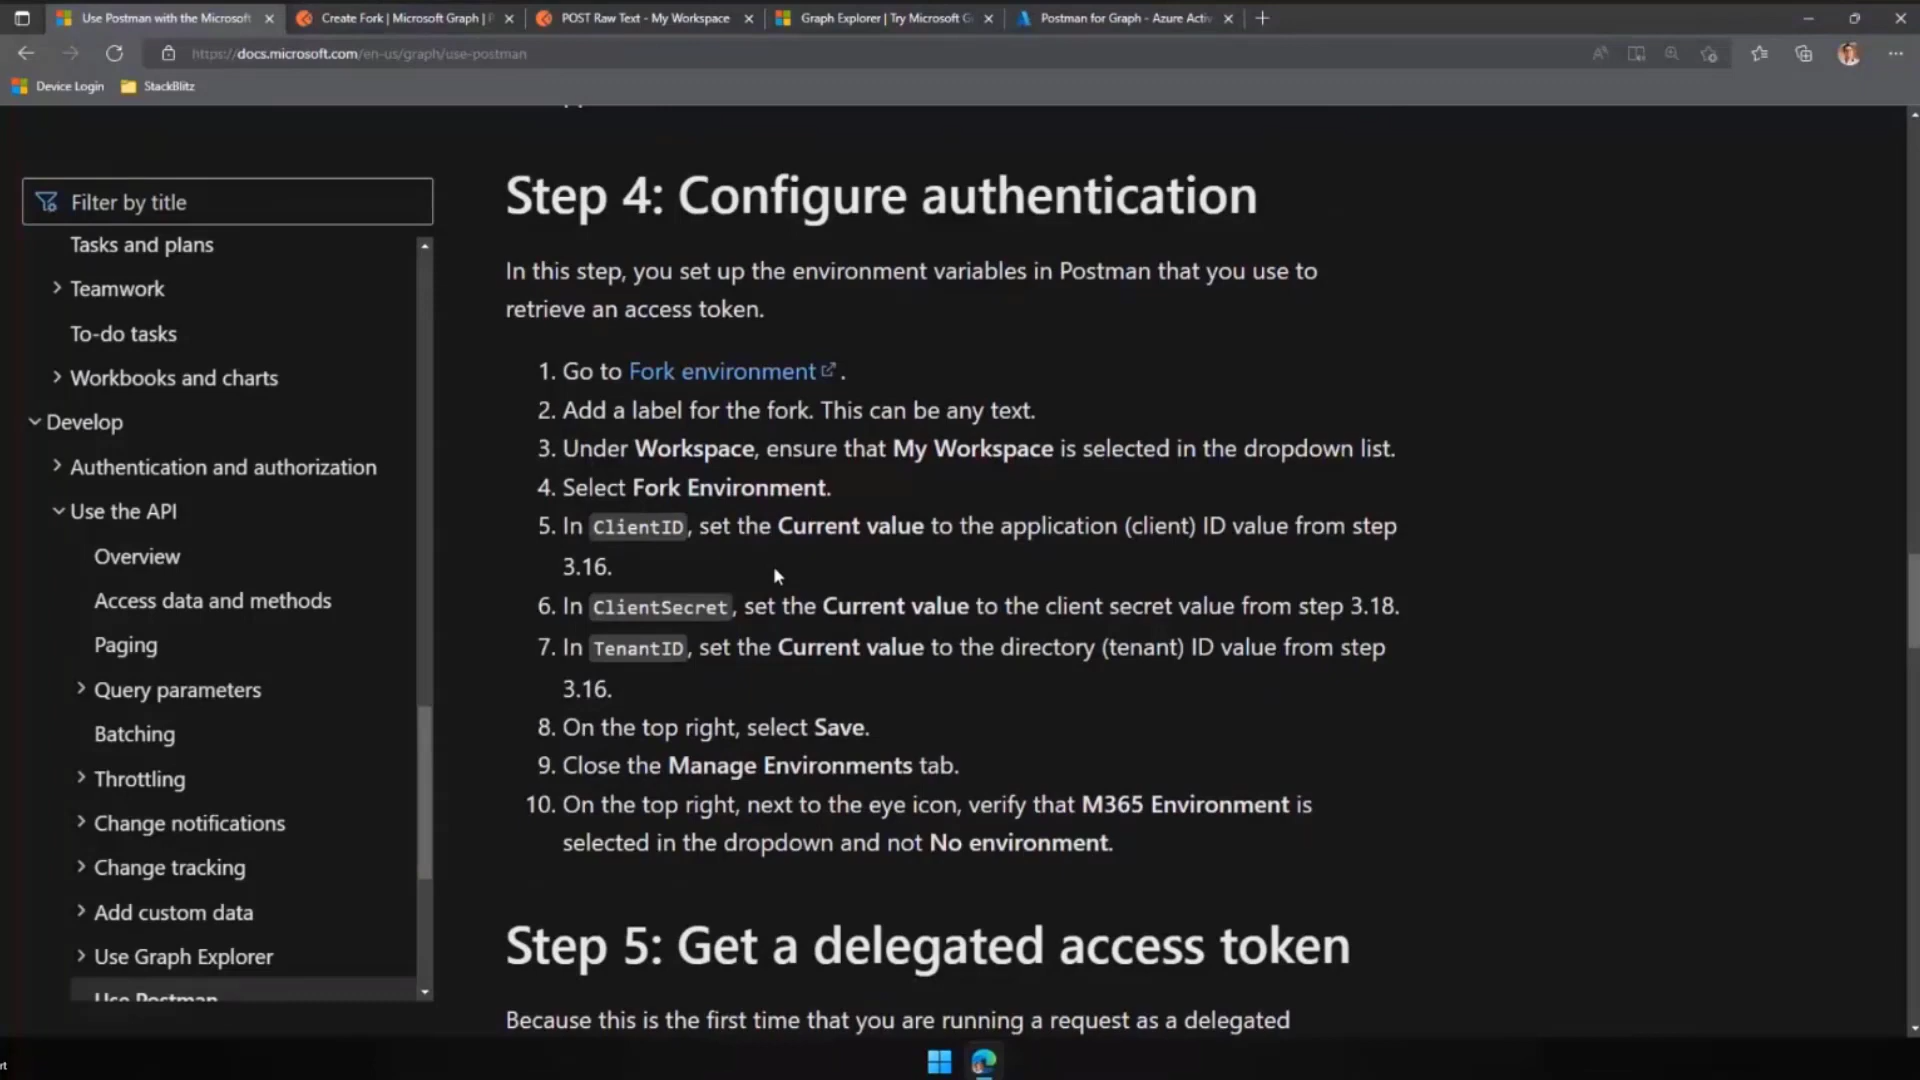 Use Postman with the Microsoft
Create Fork | Microsoft Graph | P
POST Raw Text - My Workspace
Graph Explorer | Try Microsoft G
Postman for Graph - Azure Activ
https://docs.microsoft.com/en-us/graph/use-postman
Device Login
StackBlitz
Filter by title
Tasks and plans
Teamwork
To-do tasks
Workbooks and charts
Develop
Authentication and authorization
Use the API
Overview
Access data and methods
Paging
Query parameters
Batching
Throttling
Change notifications
Change tracking
Add custom data
Use Graph Explorer
Use Postman
Step 4: Configure authentication
In this step, you set up the environment variables in Postman that you use to
retrieve an access token.
1. Go to Fork environment .
2. Add a label for the fork. This can be any text.
3. Under Workspace, ensure that My Workspace is selected in the dropdown list.
4. Select Fork Environment.
5. In ClientID, set the Current value to the application (client) ID value from step
3.16.
6. In ClientSecret, set the Current value to the client secret value from step 3.18.
7. In TenantID, set the Current value to the directory (tenant) ID value from step
3.16.
8. On the top right, select Save.
9. Close the Manage Environments tab.
10. On the top right, next to the eye icon, verify that M365 Environment is
selected in the dropdown and not No environment.
Step 5: Get a delegated access token
Because this is the first time that you are running a request as a delegated